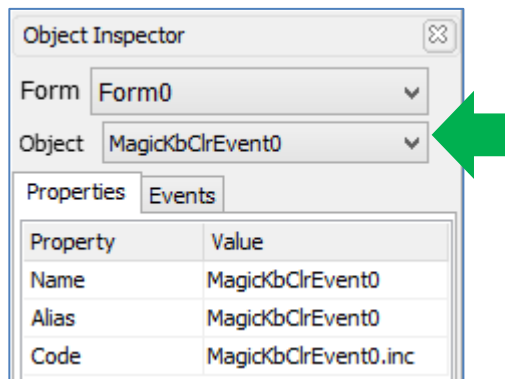 Object Inspector
Form Form0
Object MagicKbClrEvent0
Properties Events
Property Value
Name MagicKbClrEvent0
Alias MagicKbClrEvent0
Code MagicKbClrEvent0.inc